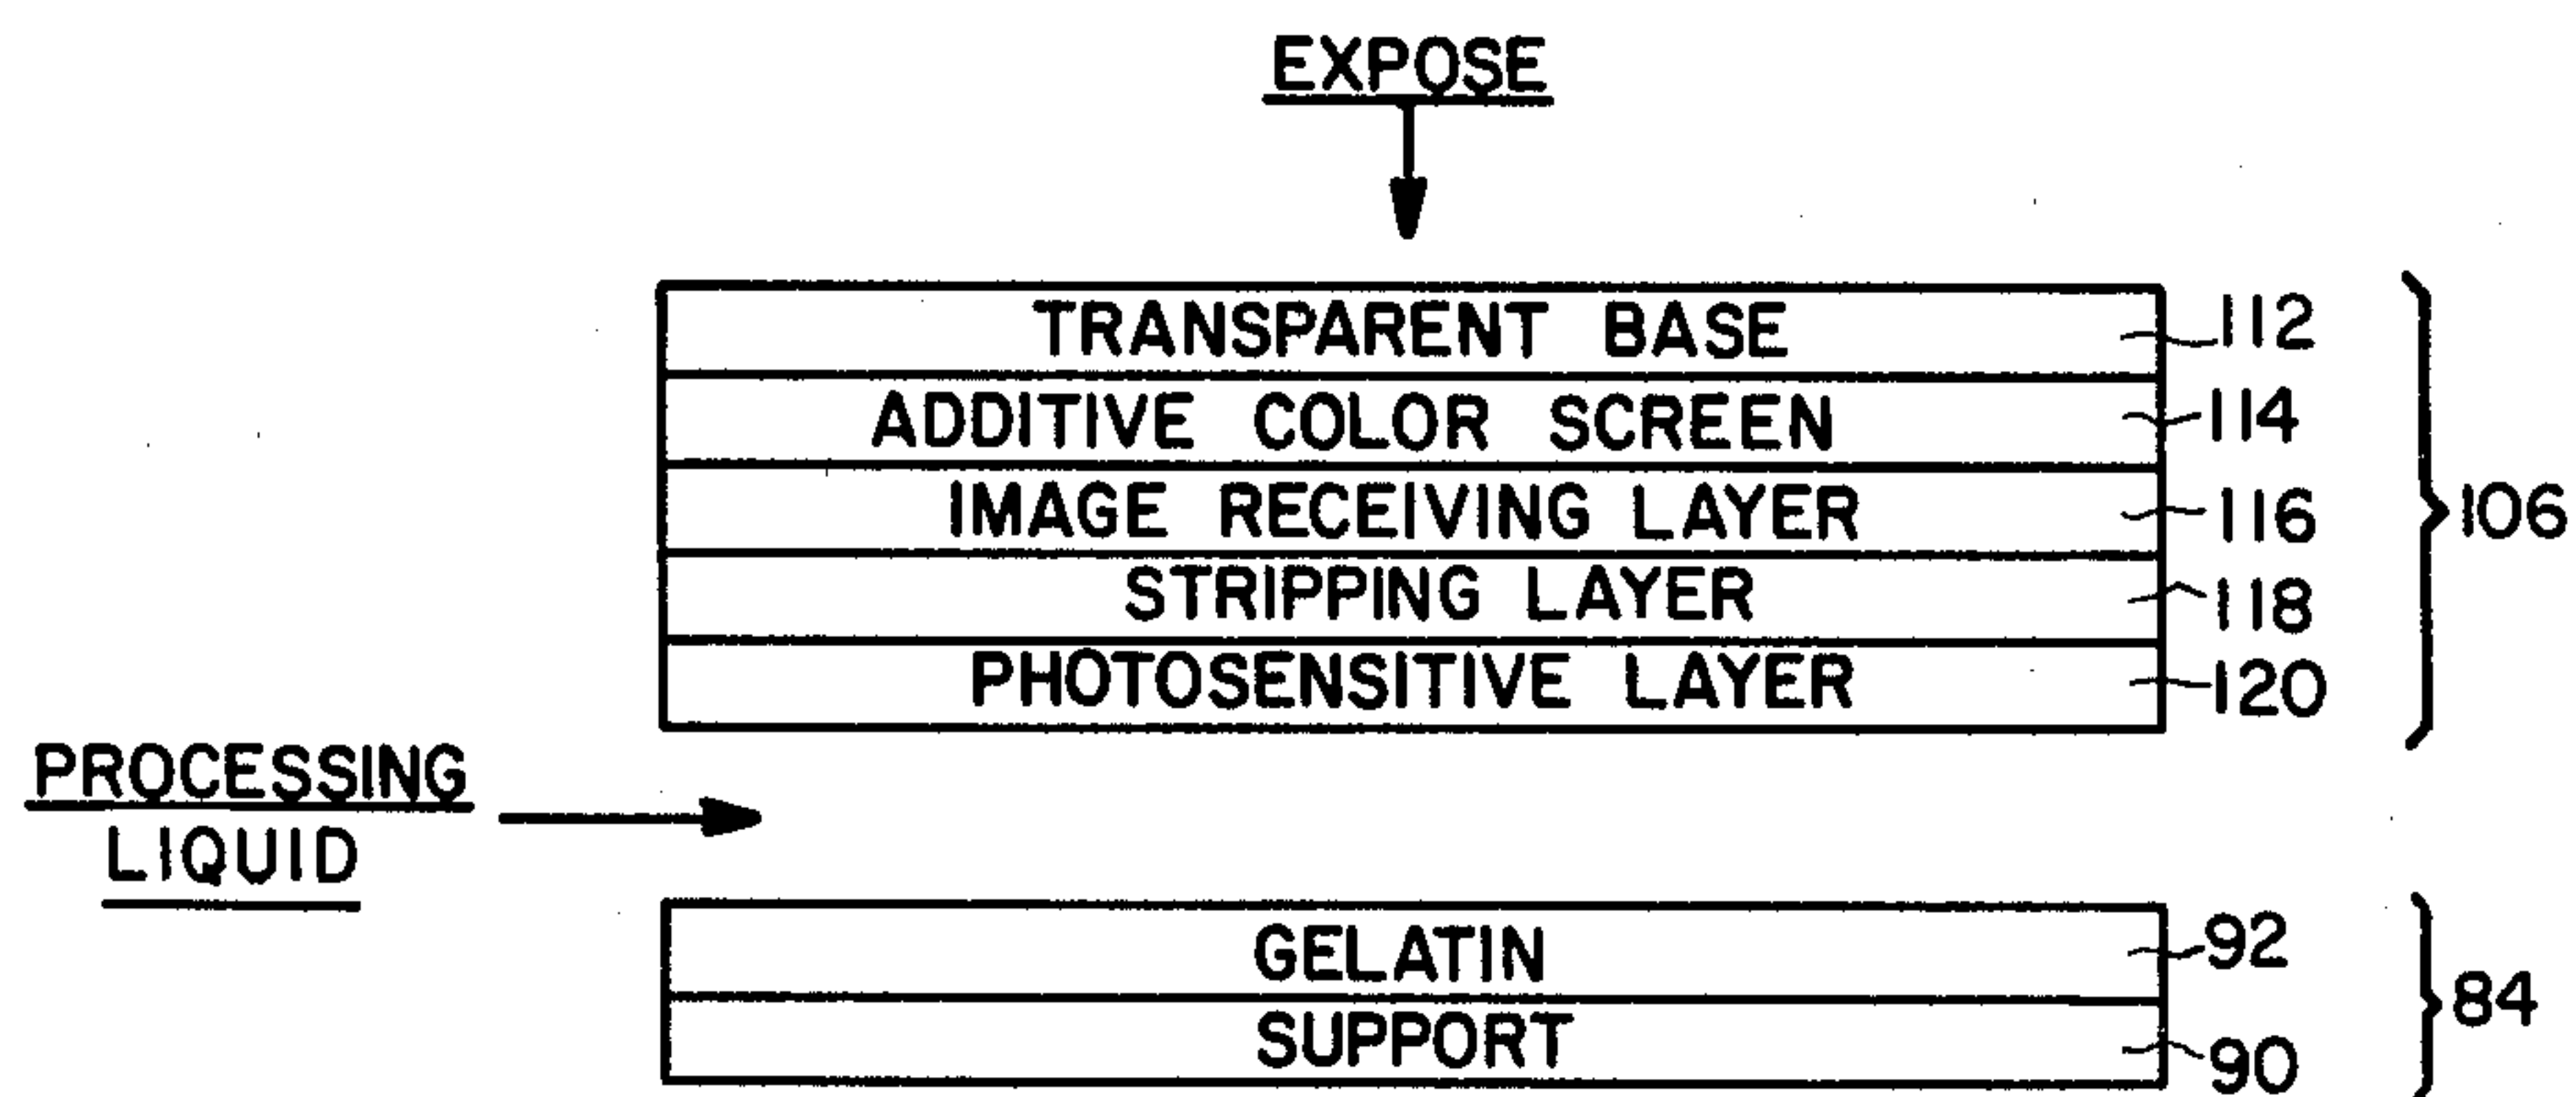 EXPOSE
TRANSPARENT BASE 112
ADDITIVE COLOR SCREEN 114
IMAGE RECEIVING LAYER 116
106
STRIPPING LAYER 118
PHOTOSENSITIVE LAYER 120
PROCESSING
LIQUID
GELATIN 92
84
SUPPORT 90